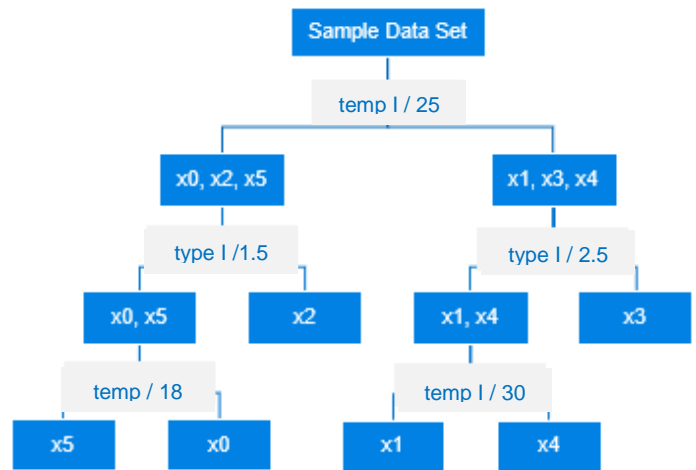 Sample Data Set
temp I / 25
x0, x2, x5
x1, x3, x4
type I /1.5
type I / 2.5
x0, x5
x2
x1, x4
x3
temp / 18
temp I / 30
x5
x0
x1
x4